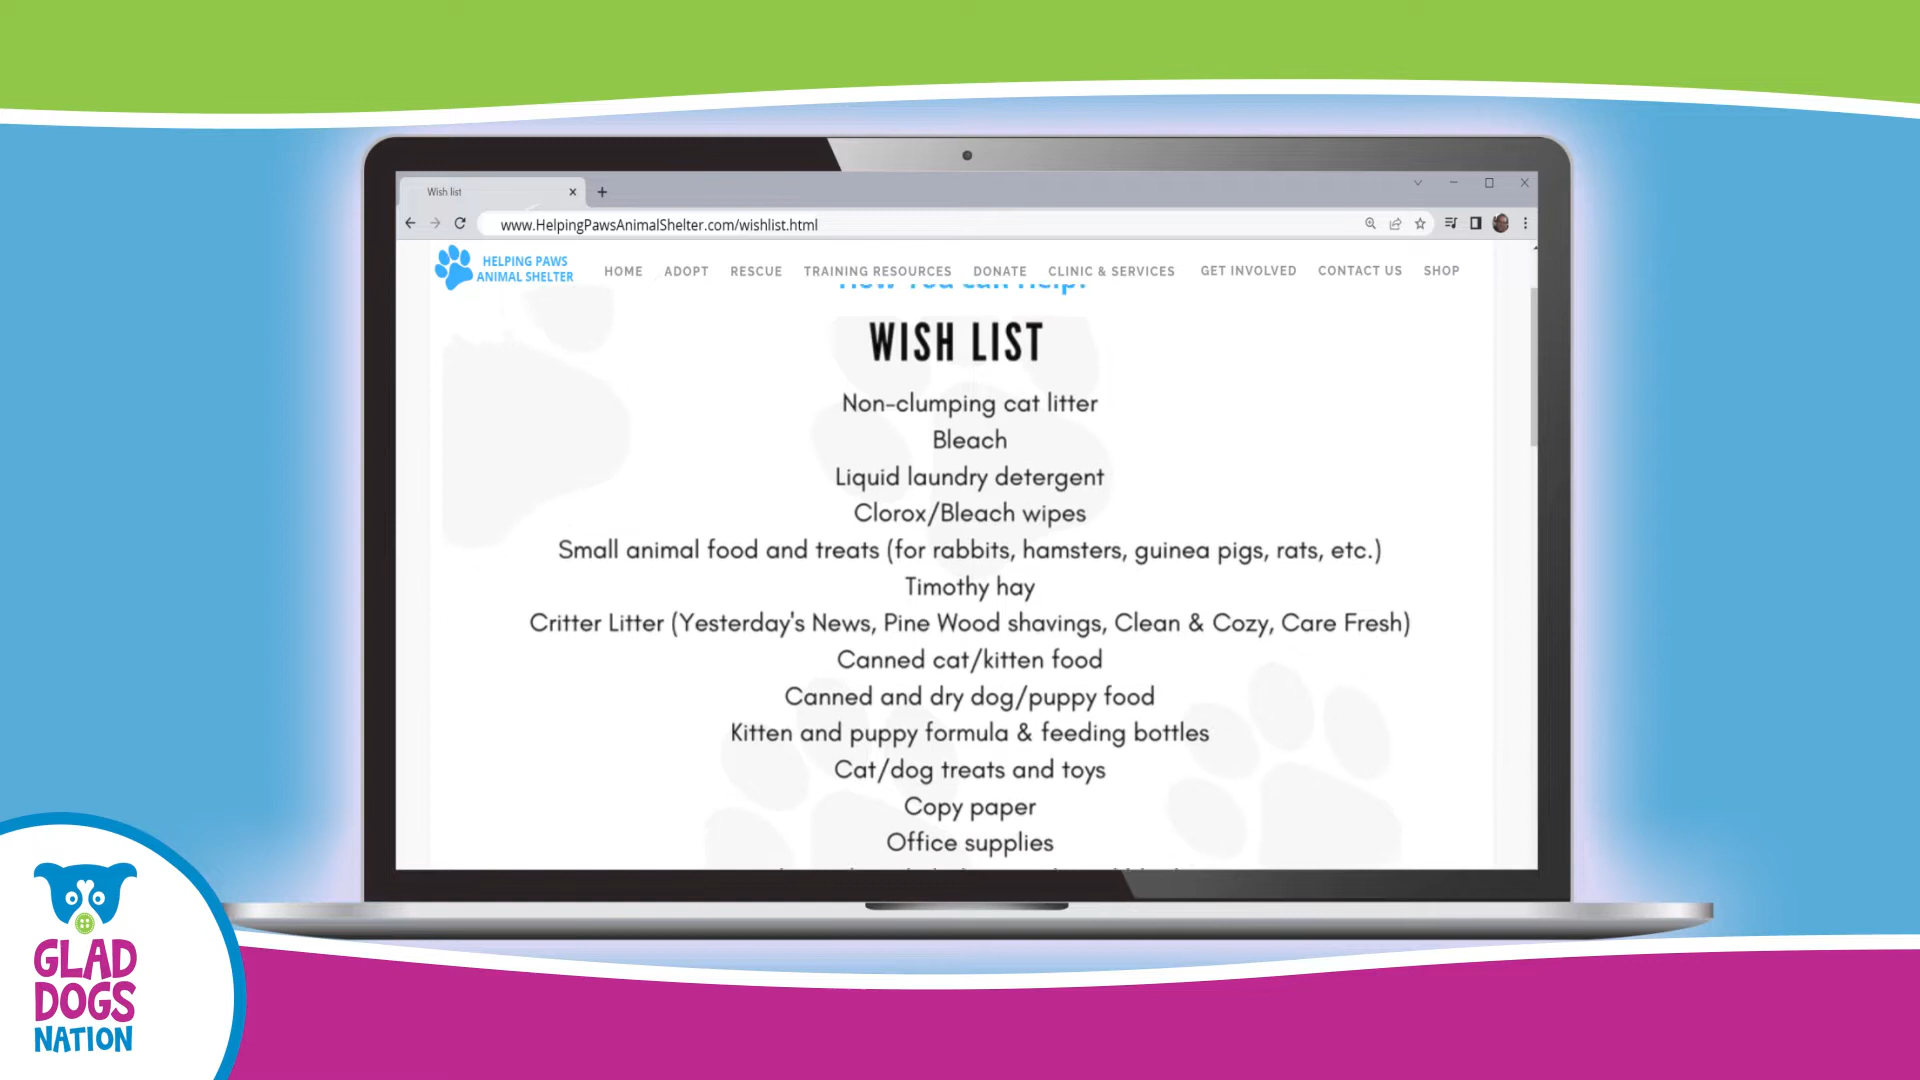 Wish list
www.HelpingPawsAnimalShelter.com/wishlist.html
HELPING PAWS
ANIMAL SHELTER
HOME ADOPT RESCUE TRAINING RESOURCES DONATE CLINIC & SERVICES GET INVOLVED CONTACT US SHOP
How You Can Help?
WISH LIST
Non-clumping cat litter
Bleach
Liquid laundry detergent
Clorox/Bleach wipes
Small animal food and treats (for rabbits, hamsters, guinea pigs, rats, etc.)
Timothy hay
Critter Litter (Yesterday's News, Pine Wood shavings, Clean & Cozy, Care Fresh)
Canned cat/kitten food
Canned and dry dog/puppy food
Kitten and puppy formula & feeding bottles
Cat/dog treats and toys
Copy paper
Office supplies
GLAD
DOGS
NATION